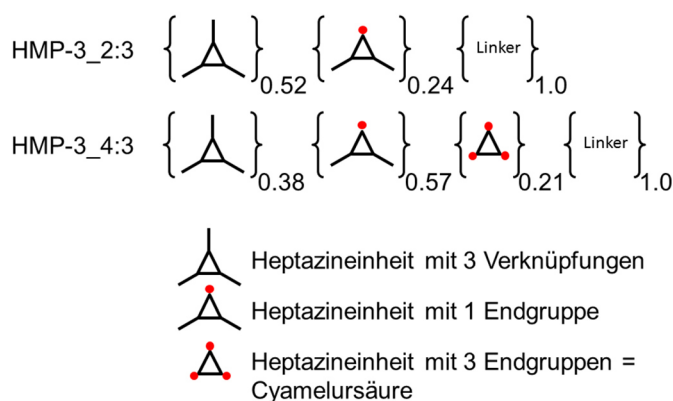 HMP-3_2:3 { }0.52 { }0.24 { Linker }1.0
HMP-3_4:3 { }0.38 { }0.57 { }0.21 { Linker }1.0
Heptazineinheit mit 3 Verknüpfungen
Heptazineinheit mit 1 Endgruppe
Heptazineinheit mit 3 Endgruppen =
Cyamelursäure